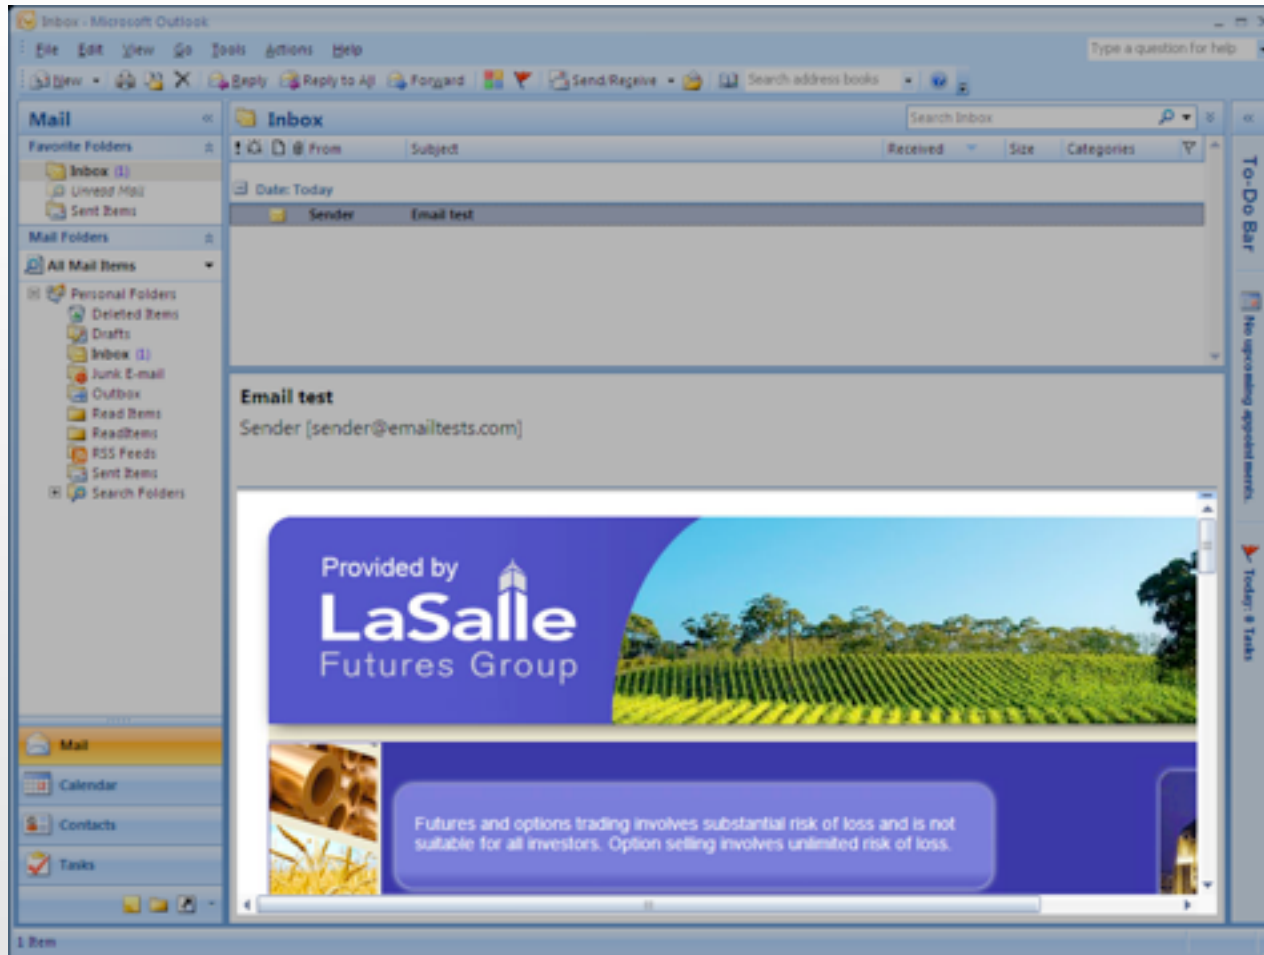 Inbox - Microsoft Outlook
File Edit View Go Tools Actions Help
Type a question for help
New Reply Reply to All Forward Send/Receive Search address books
Mail
Favorite Folders
Inbox (1)
Unread Mail
Sent Items
Mail Folders
All Mail Items
Personal Folders
Deleted Items
Drafts
Inbox (1)
Junk E-mail
Outbox
Read Items
ReadItems
RSS Feeds
Sent Items
Search Folders
Mail
Calendar
Contacts
Tasks
1 Item
Inbox
Search Inbox
From Subject Received Size Categories
Date: Today
Sender Email test
Email test
Sender [sender@emailtests.com]
Provided by
LaSalle
Futures Group
Futures and options trading involves substantial risk of loss and is not
suitable for all investors. Option selling involves unlimited risk of loss.
To-Do Bar
No upcoming appointments.
Today: 0 Tasks